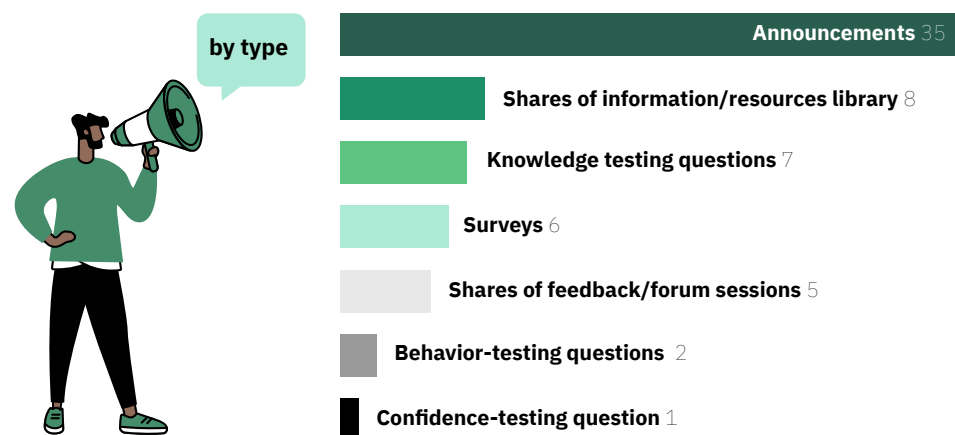 by type
Announcements 35
Shares of information/resources library 8
Knowledge testing questions 7
Surveys 6
Shares of feedback/forum sessions 5
Behavior-testing questions 2
Confidence-testing question 1